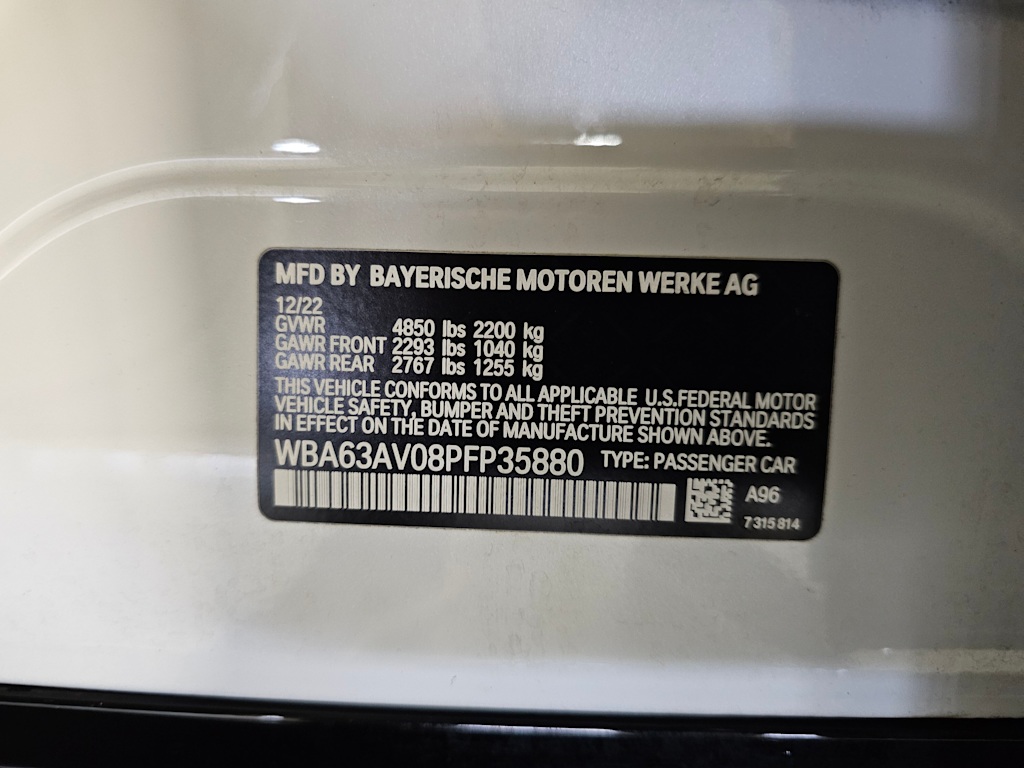 MFD BY BAYERISCHE MOTOREN WERKE AG
12/22
GVWR 4850 lbs 2200 kg
GAWR FRONT 2293 lbs 1040 kg
GAWR REAR 2767 lbs 1255 kg
THIS VEHICLE CONFORMS TO ALL APPLICABLE U.S.FEDERAL MOTOR
VEHICLE SAFETY, BUMPER AND THEFT PREVENTION STANDARDS
IN EFFECT ON THE DATE OF MANUFACTURE SHOWN ABOVE.
WBA63AV08PFP35880 TYPE: PASSENGER CAR
A96
7 315 814